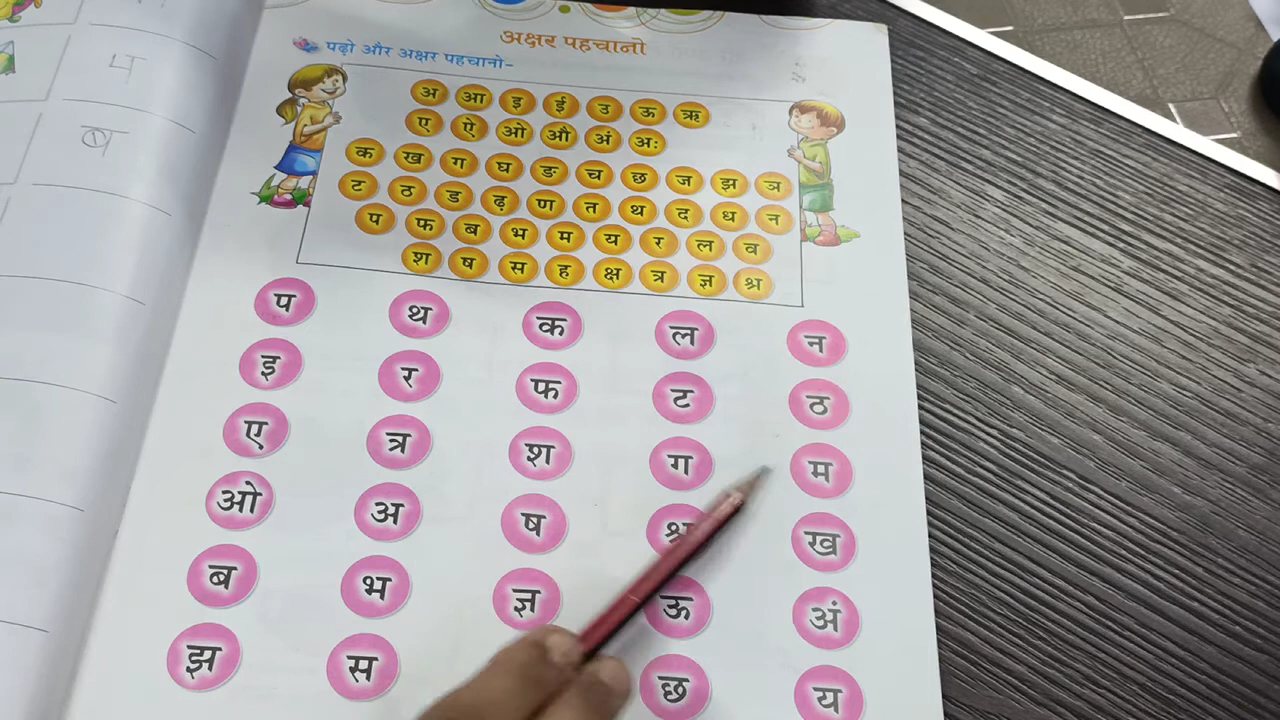 अक्षर पहचानो
पढ़ो और अक्षर पहचानो-
अ आ इ ई उ ऊ ऋ
ए ऐ ओ औ अं अः
क ख ग घ ङ च छ ज झ ञ
ट ठ ड ढ़ ण त थ द ध न
प फ ब भ म य र ल व
श ष स ह क्ष त्र ज्ञ श्र
प थ क ल न
इ र फ ट ठ
ए त्र श ग म
ओ अ ष श्र ख
ब भ ज्ञ ऊ अं
झ स छ य
प
ब